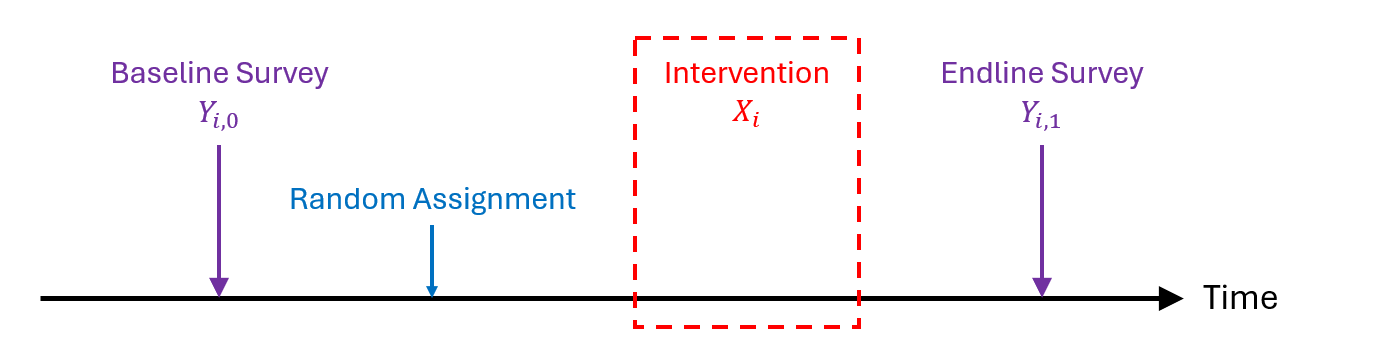 Baseline Survey
Y_{i,0}
Random Assignment
Intervention
X_i
Endline Survey
Y_{i,1}
Time